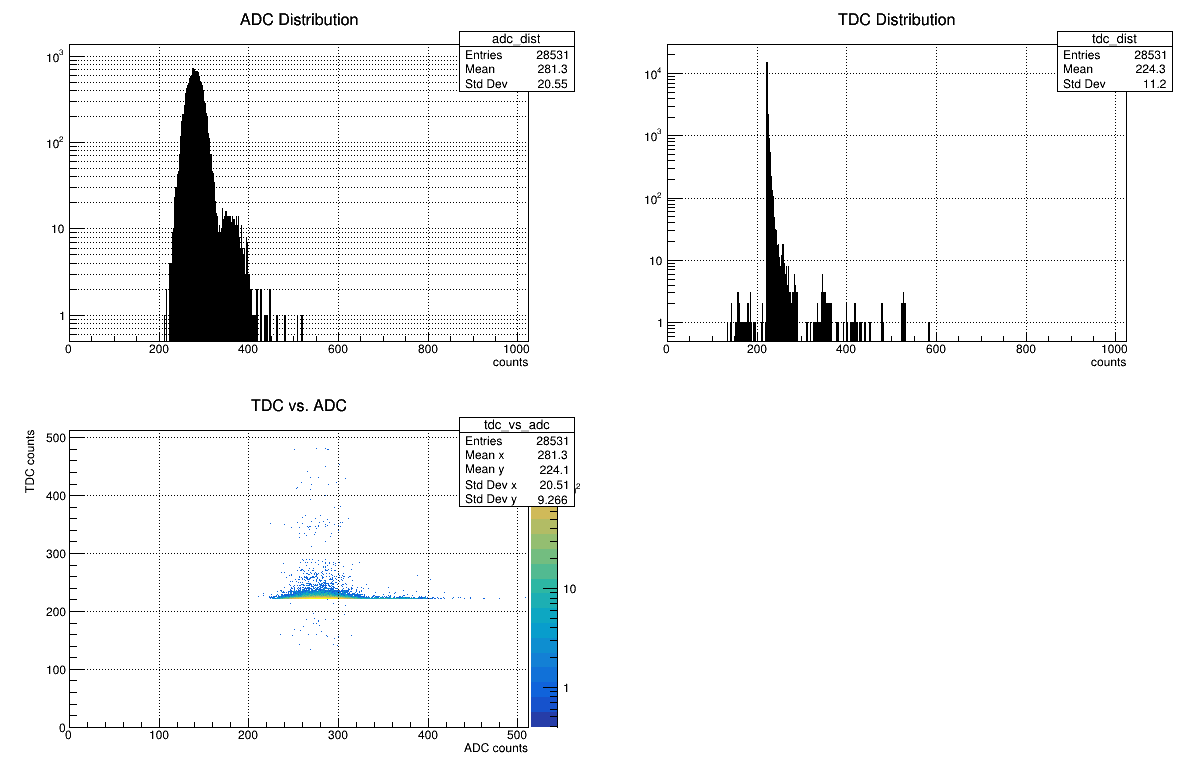 ADC Distribution
adc_dist
Entries 28531
Mean 281.3
Std Dev 20.55
10³
10²
10
1
0 200 400 600 800 1000
counts
TDC Distribution
tdc_dist
Entries 28531
Mean 224.3
Std Dev 11.2
10⁴
10³
10²
10
1
0 200 400 600 800 1000
counts
TDC vs. ADC
tdc_vs_adc
Entries 28531
Mean x 281.3
Mean y 224.1
Std Dev x 20.51
Std Dev y 9.266
TDC counts
500
400
300
200
100
0
0 100 200 300 400 500
ADC counts
10
1